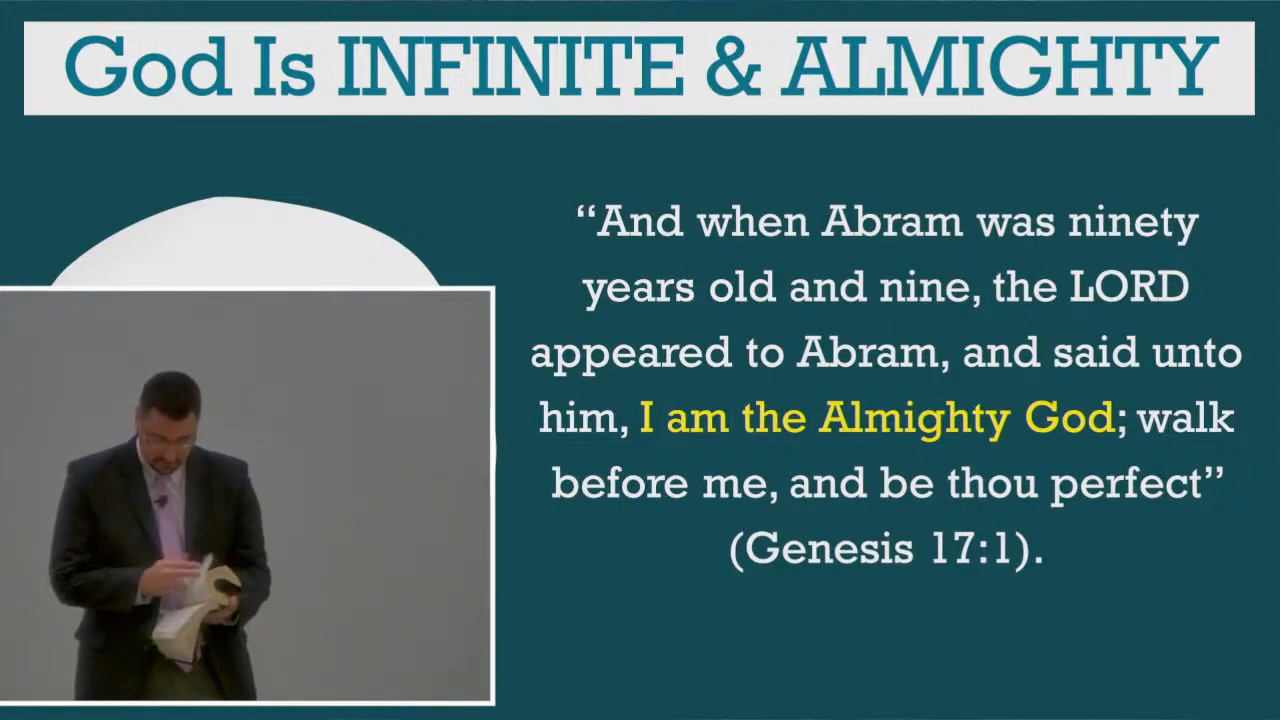 God Is INFINITE & ALMIGHTY
“And when Abram was ninety
years old and nine, the LORD
appeared to Abram, and said unto
him, I am the Almighty God; walk
before me, and be thou perfect”
(Genesis 17:1).